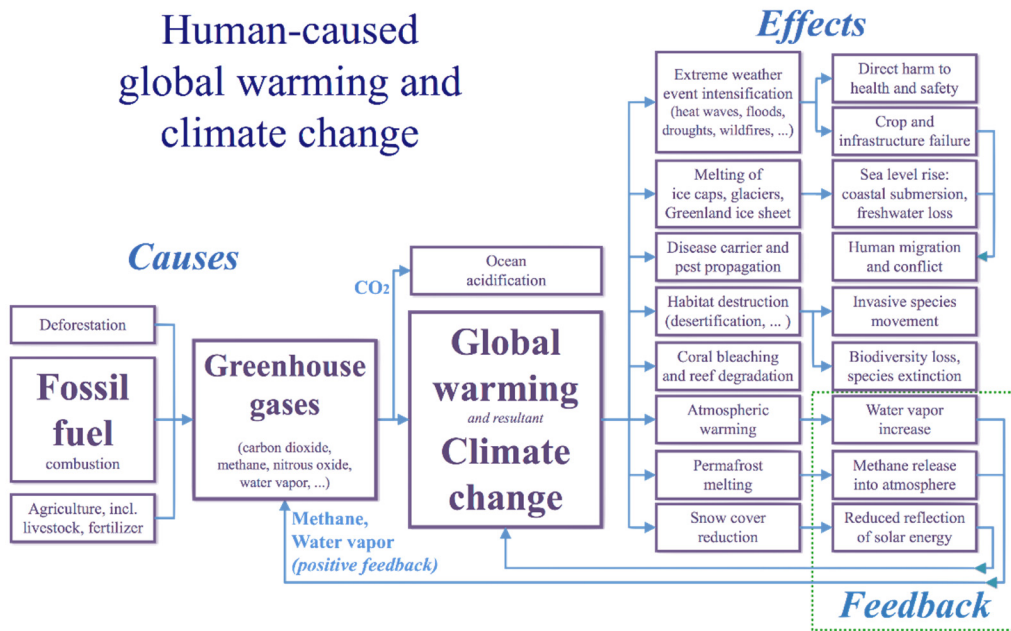 Human-caused
global warming and
climate change
Causes
Deforestation
Fossil
fuel
combustion
Agriculture, incl.
livestock, fertilizer
Greenhouse
gases
(carbon dioxide,
methane, nitrous oxide,
water vapor, ...)
CO₂
Ocean
acidification
Global
warming
and resultant
Climate
change
Methane,
Water vapor
(positive feedback)
Effects
Extreme weather
event intensification
(heat waves, floods,
droughts, wildfires, ...)
Direct harm to
health and safety
Crop and
infrastructure failure
Melting of
ice caps, glaciers,
Greenland ice sheet
Sea level rise:
coastal submersion,
freshwater loss
Disease carrier and
pest propagation
Human migration
and conflict
Habitat destruction
(desertification, ... )
Invasive species
movement
Coral bleaching
and reef degradation
Biodiversity loss,
species extinction
Atmospheric
warming
Water vapor
increase
Permafrost
melting
Methane release
into atmosphere
Snow cover
reduction
Reduced reflection
of solar energy
Feedback